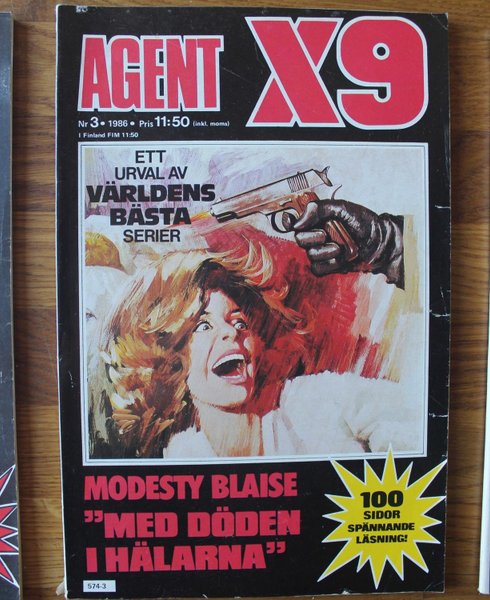 AGENT X9
Nr 3 • 1986 • Pris 11:50 (inkl. moms)
I Finland FIM 11:50
ETT
URVAL AV
VÄRLDENS
BÄSTA
SERIER
MODESTY BLAISE
"MED DÖDEN
I HÄLARNA"
100
SIDOR
SPÄNNANDE
LÄSNING!
574-3